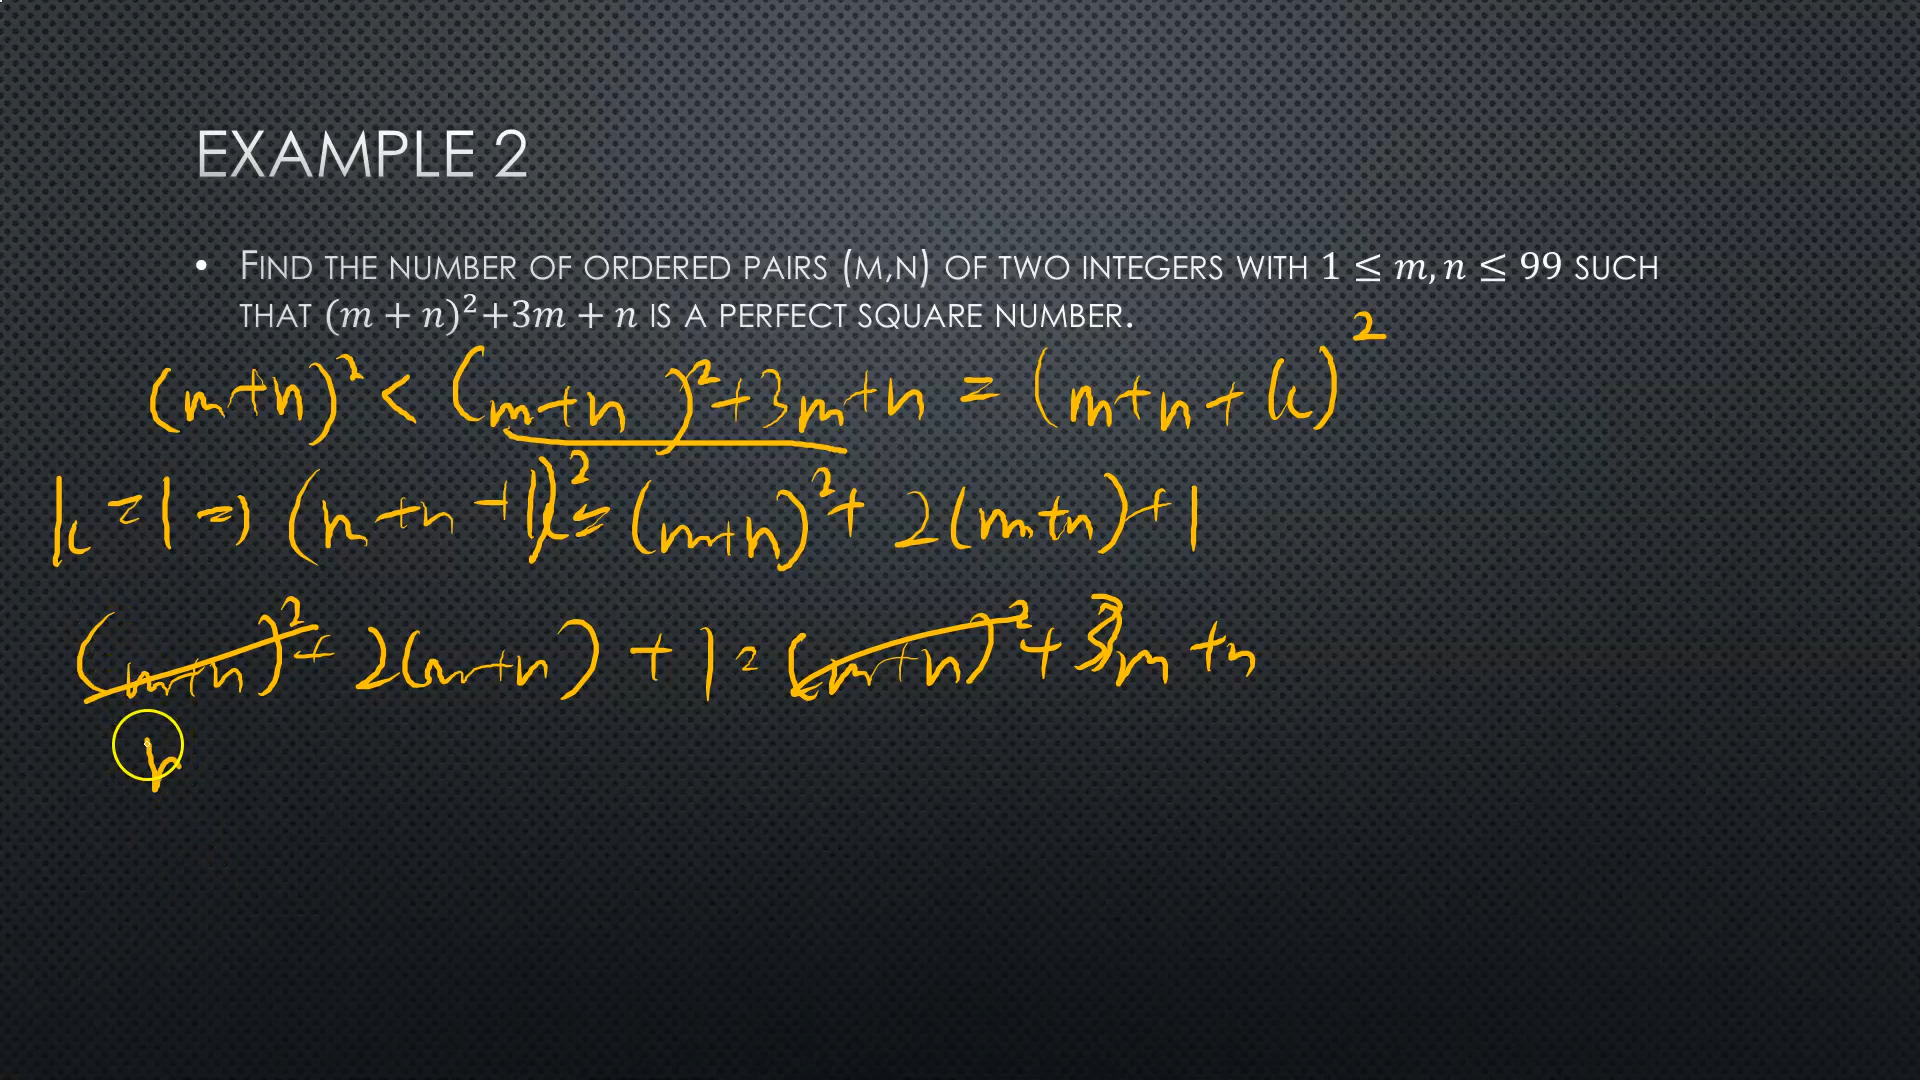 EXAMPLE 2
• FIND THE NUMBER OF ORDERED PAIRS (M,N) OF TWO INTEGERS WITH 1 ≤ m, n ≤ 99 SUCH
THAT (m + n)²+3m + n IS A PERFECT SQUARE NUMBER.
(m+n)² < (m+n)²+3m+n = (m+n+k)²
k=1 => (m+n+1)² = (m+n)² + 2(m+n)+1
(m+n)² + 2(m+n) + 1 = (m+n)² + 3m + n
n